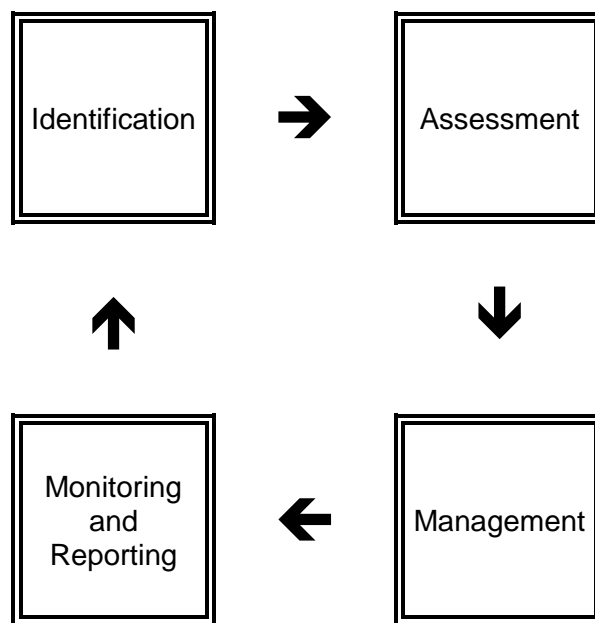 Identification
Assessment
Monitoring
and
Reporting
Management